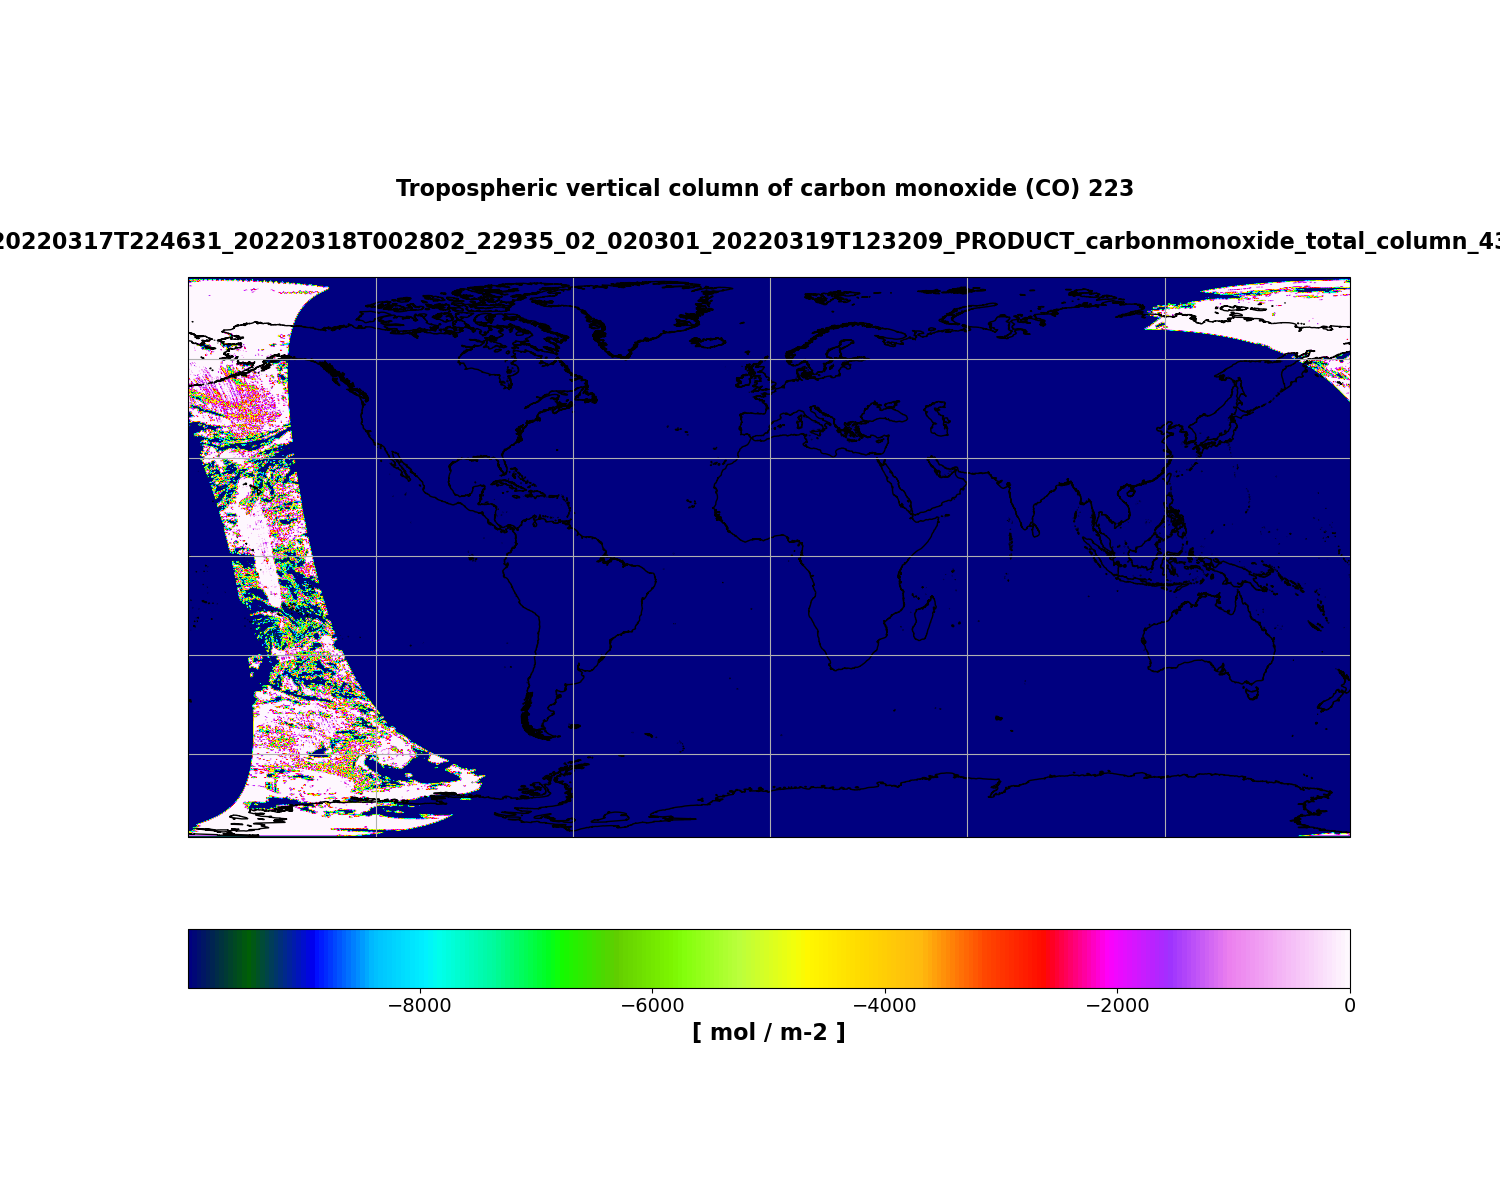 Tropospheric vertical column of carbon monoxide (CO) 223
20220317T224631_20220318T002802_22935_02_020301_20220319T123209_PRODUCT_carbonmonoxide_total_column_43
−8000 −6000 −4000 −2000 0
[ mol / m-2 ]